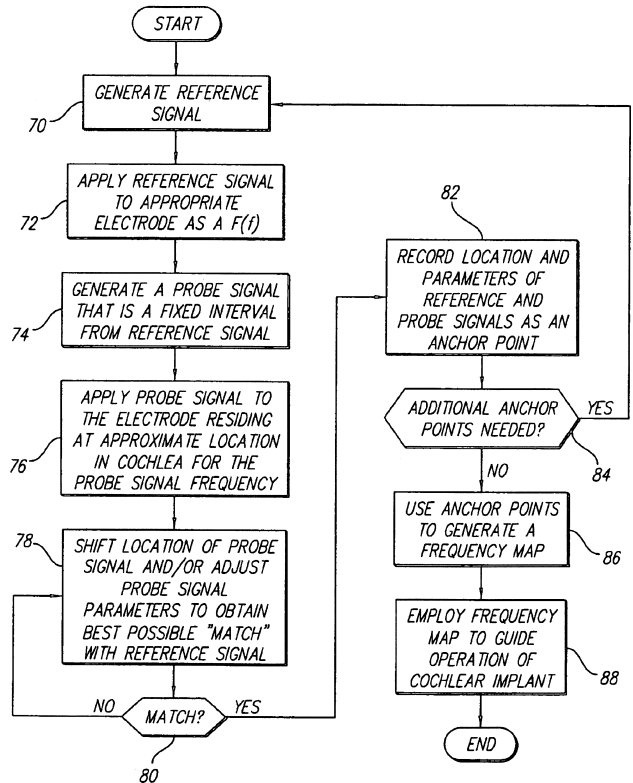 START
GENERATE REFERENCE
SIGNAL
70
APPLY REFERENCE SIGNAL
TO APPROPRIATE
ELECTRODE AS A F(f)
72
GENERATE A PROBE SIGNAL
THAT IS A FIXED INTERVAL
FROM REFERENCE SIGNAL
74
APPLY PROBE SIGNAL TO
THE ELECTRODE RESIDING
AT APPROXIMATE LOCATION
IN COCHLEA FOR THE
PROBE SIGNAL FREQUENCY
76
78
SHIFT LOCATION OF PROBE
SIGNAL AND/OR ADJUST
PROBE SIGNAL
PARAMETERS TO OBTAIN
BEST POSSIBLE "MATCH"
WITH REFERENCE SIGNAL
NO
MATCH?
YES
80
82
RECORD LOCATION AND
PARAMETERS OF
REFERENCE AND
PROBE SIGNALS AS AN
ANCHOR POINT
ADDITIONAL ANCHOR
POINTS NEEDED?
YES
84
NO
USE ANCHOR POINTS
TO GENERATE A
FREQUENCY MAP
86
EMPLOY FREQUENCY
MAP TO GUIDE
OPERATION OF
COCHLEAR IMPLANT
88
END